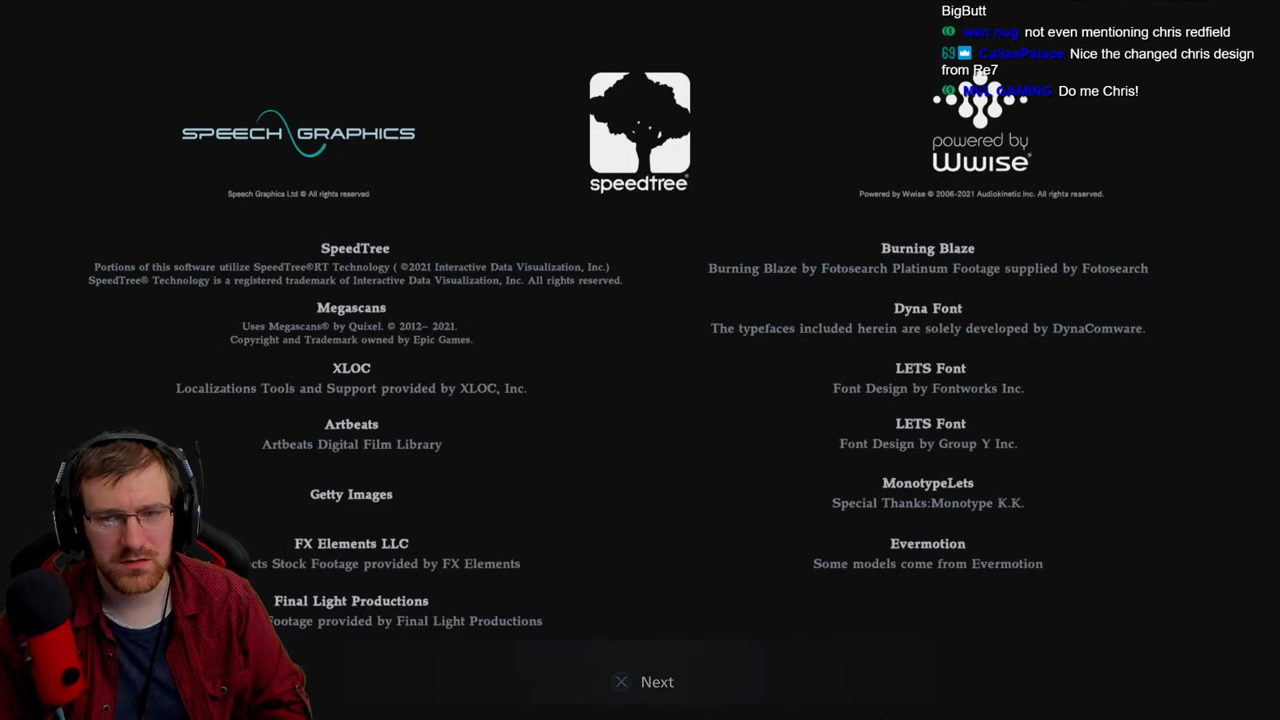 BigButt
wen nug not even mentioning chris redfield
69 CallanPalace Nice the changed chris design
from Re7
MVL GAMING Do me Chris!
SPEECH GRAPHICS
Speech Graphics Ltd © All rights reserved
speedtree®
powered by
Wwise®
Powered by Wwise © 2006-2021 Audiokinetic Inc. All rights reserved.
SpeedTree
Portions of this software utilize SpeedTree®RT Technology ( ©2021 Interactive Data Visualization, Inc.)
SpeedTree® Technology is a registered trademark of Interactive Data Visualization, Inc. All rights reserved.
Megascans
Uses Megascans® by Quixel. © 2012– 2021.
Copyright and Trademark owned by Epic Games.
XLOC
Localizations Tools and Support provided by XLOC, Inc.
Artbeats
Artbeats Digital Film Library
Getty Images
FX Elements LLC
cts Stock Footage provided by FX Elements
Final Light Productions
Footage provided by Final Light Productions
Burning Blaze
Burning Blaze by Fotosearch Platinum Footage supplied by Fotosearch
Dyna Font
The typefaces included herein are solely developed by DynaComware.
LETS Font
Font Design by Fontworks Inc.
LETS Font
Font Design by Group Y Inc.
MonotypeLets
Special Thanks:Monotype K.K.
Evermotion
Some models come from Evermotion
Next